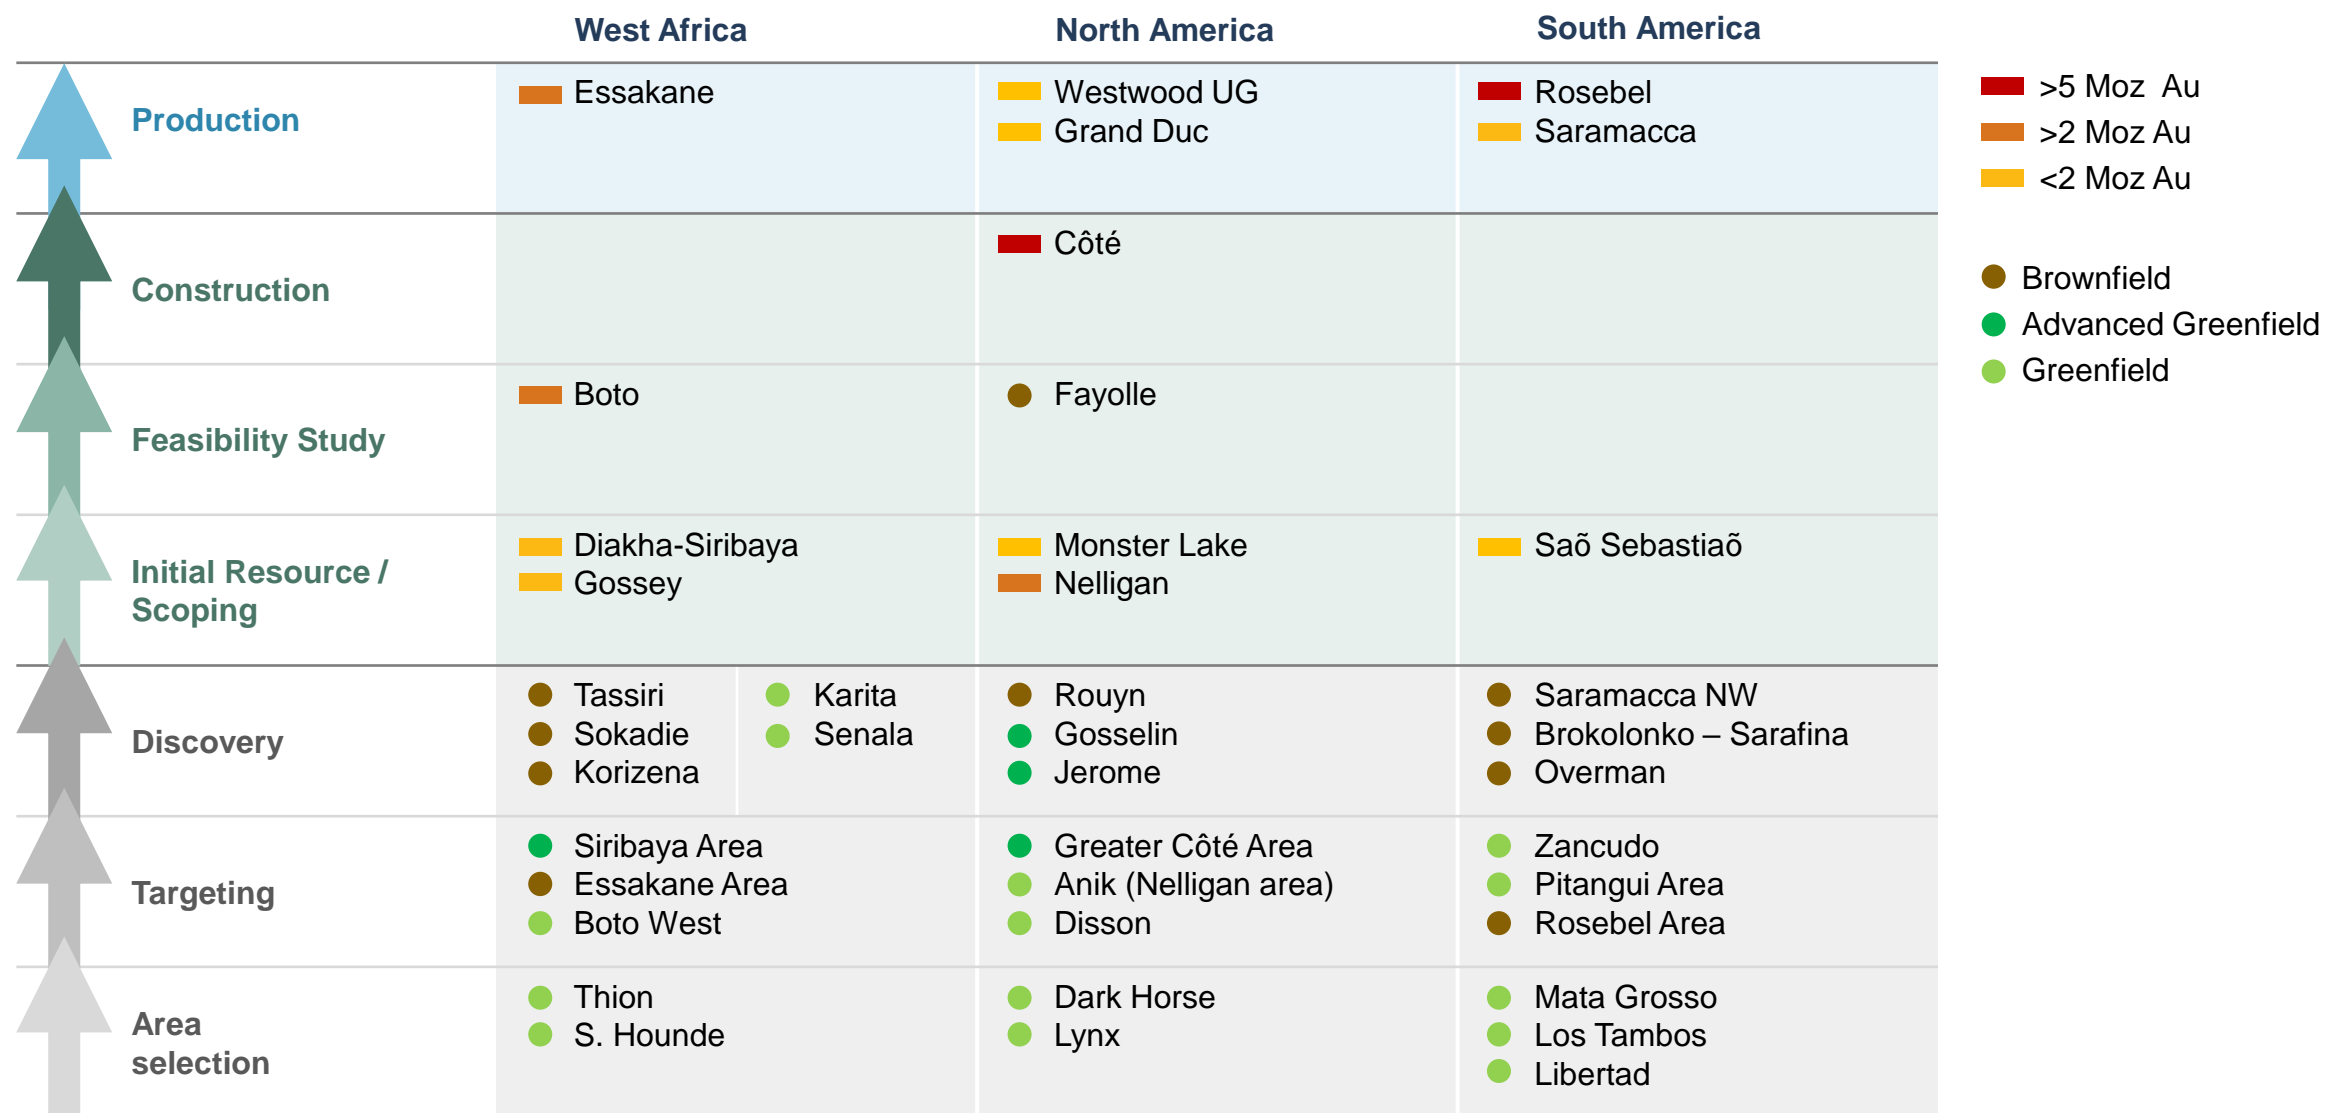 West Africa
North America
South America
Production
Essakane
Westwood UG
Grand Duc
Rosebel
Saramacca
Construction
Côté
Feasibility Study
Boto
Fayolle
Initial Resource /
Scoping
Diakha-Siribaya
Gossey
Monster Lake
Nelligan
Saõ Sebastiaõ
Discovery
Tassiri
Sokadie
Korizena
Karita
Senala
Rouyn
Gosselin
Jerome
Saramacca NW
Brokolonko – Sarafina
Overman
Targeting
Siribaya Area
Essakane Area
Boto West
Greater Côté Area
Anik (Nelligan area)
Disson
Zancudo
Pitangui Area
Rosebel Area
Area
selection
Thion
S. Hounde
Dark Horse
Lynx
Mata Grosso
Los Tambos
Libertad
>5 Moz Au
>2 Moz Au
<2 Moz Au
Brownfield
Advanced Greenfield
Greenfield